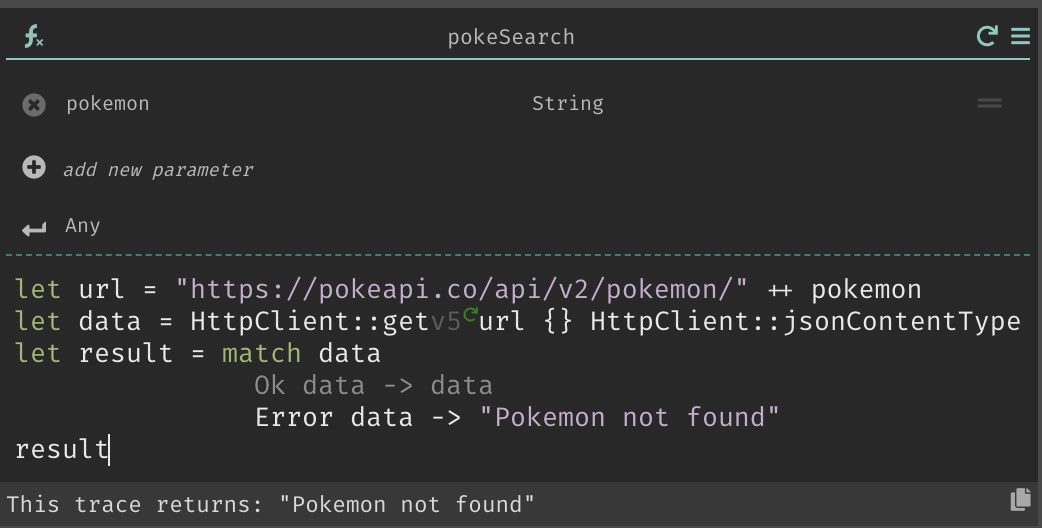 fx
pokeSearch
pokemon String
add new parameter
Any
let url = "https://pokeapi.co/api/v2/pokemon/" ++ pokemon
let data = HttpClient::getv5 url {} HttpClient::jsonContentType
let result = match data
Ok data -> data
Error data -> "Pokemon not found"
result
This trace returns: "Pokemon not found"